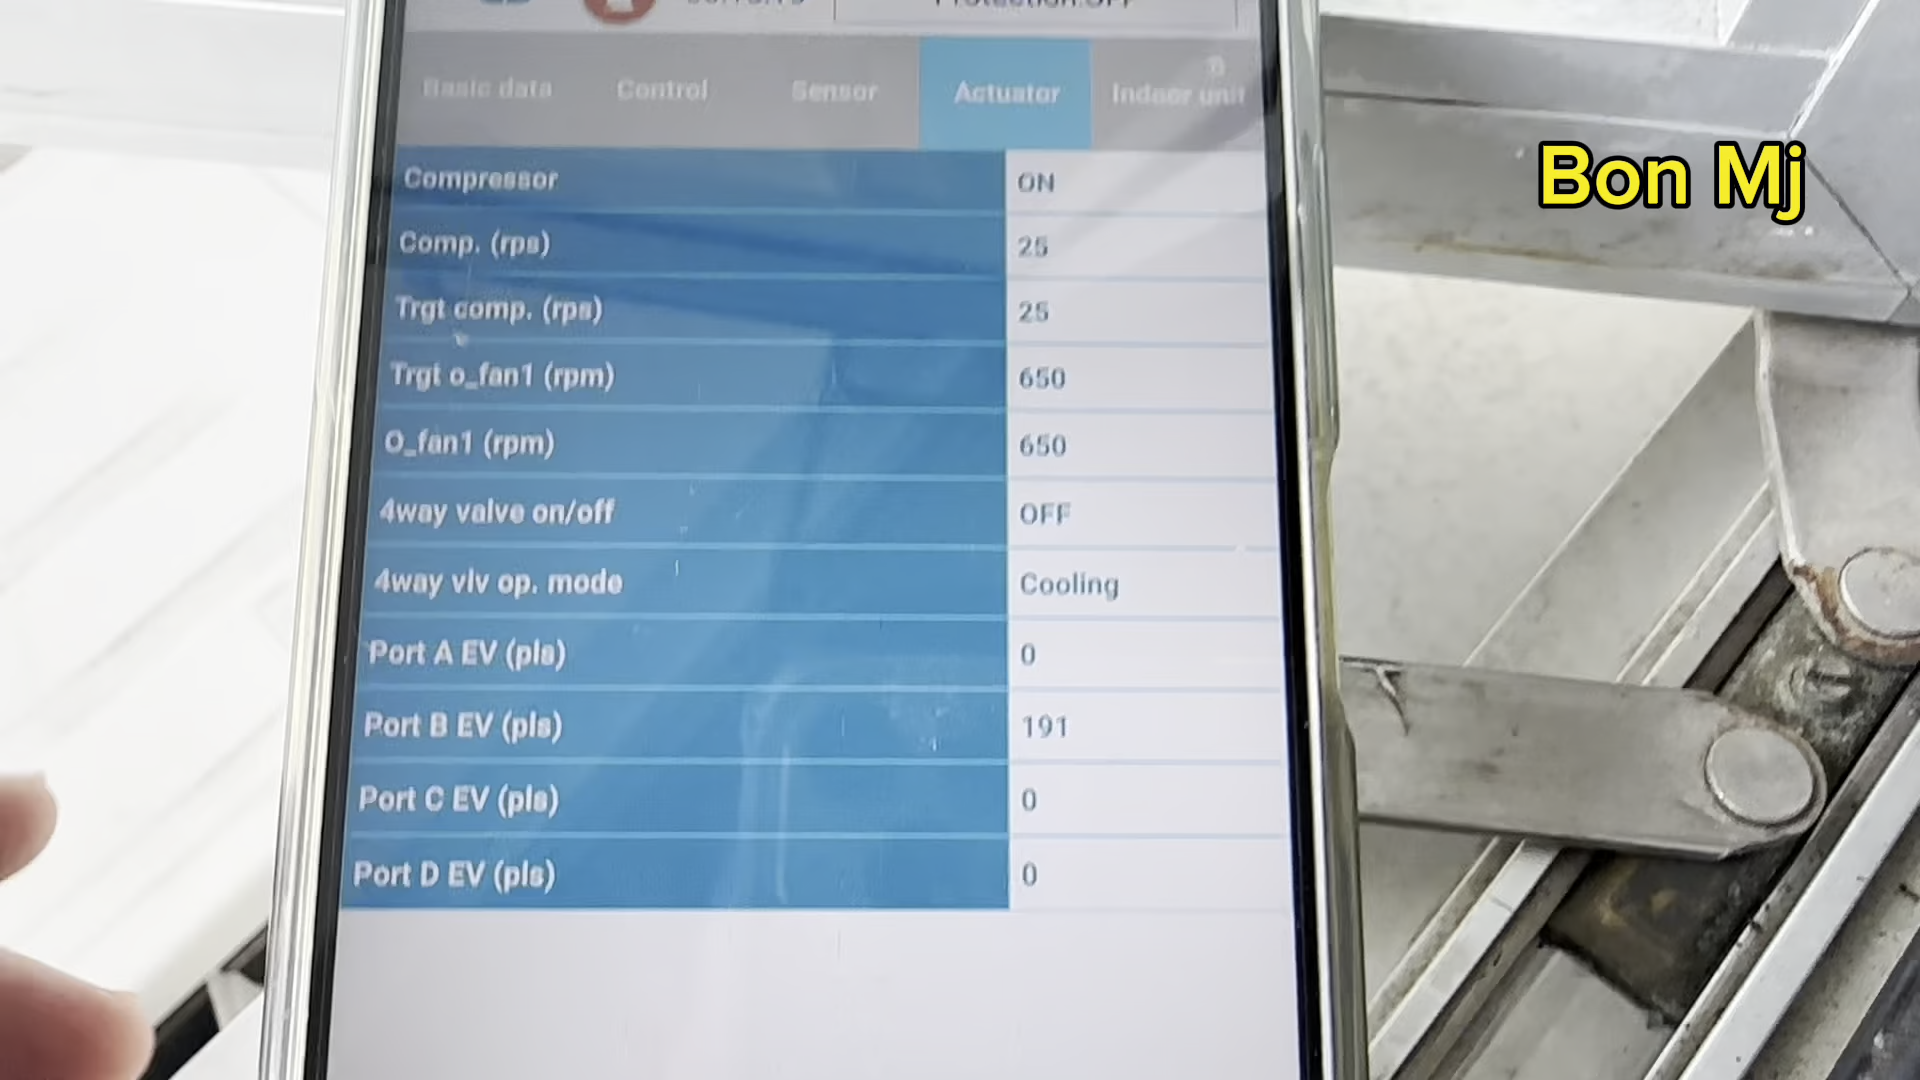 Protection:OFF
Basic data Control Sensor Actuator Indoor unit
Compressor ON
Comp. (rps) 25
Trgt comp. (rps) 25
Trgt o_fan1 (rpm) 650
O_fan1 (rpm) 650
4way valve on/off OFF
4way vlv op. mode Cooling
Port A EV (pls) 0
Port B EV (pls) 191
Port C EV (pls) 0
Port D EV (pls) 0
Bon Mj